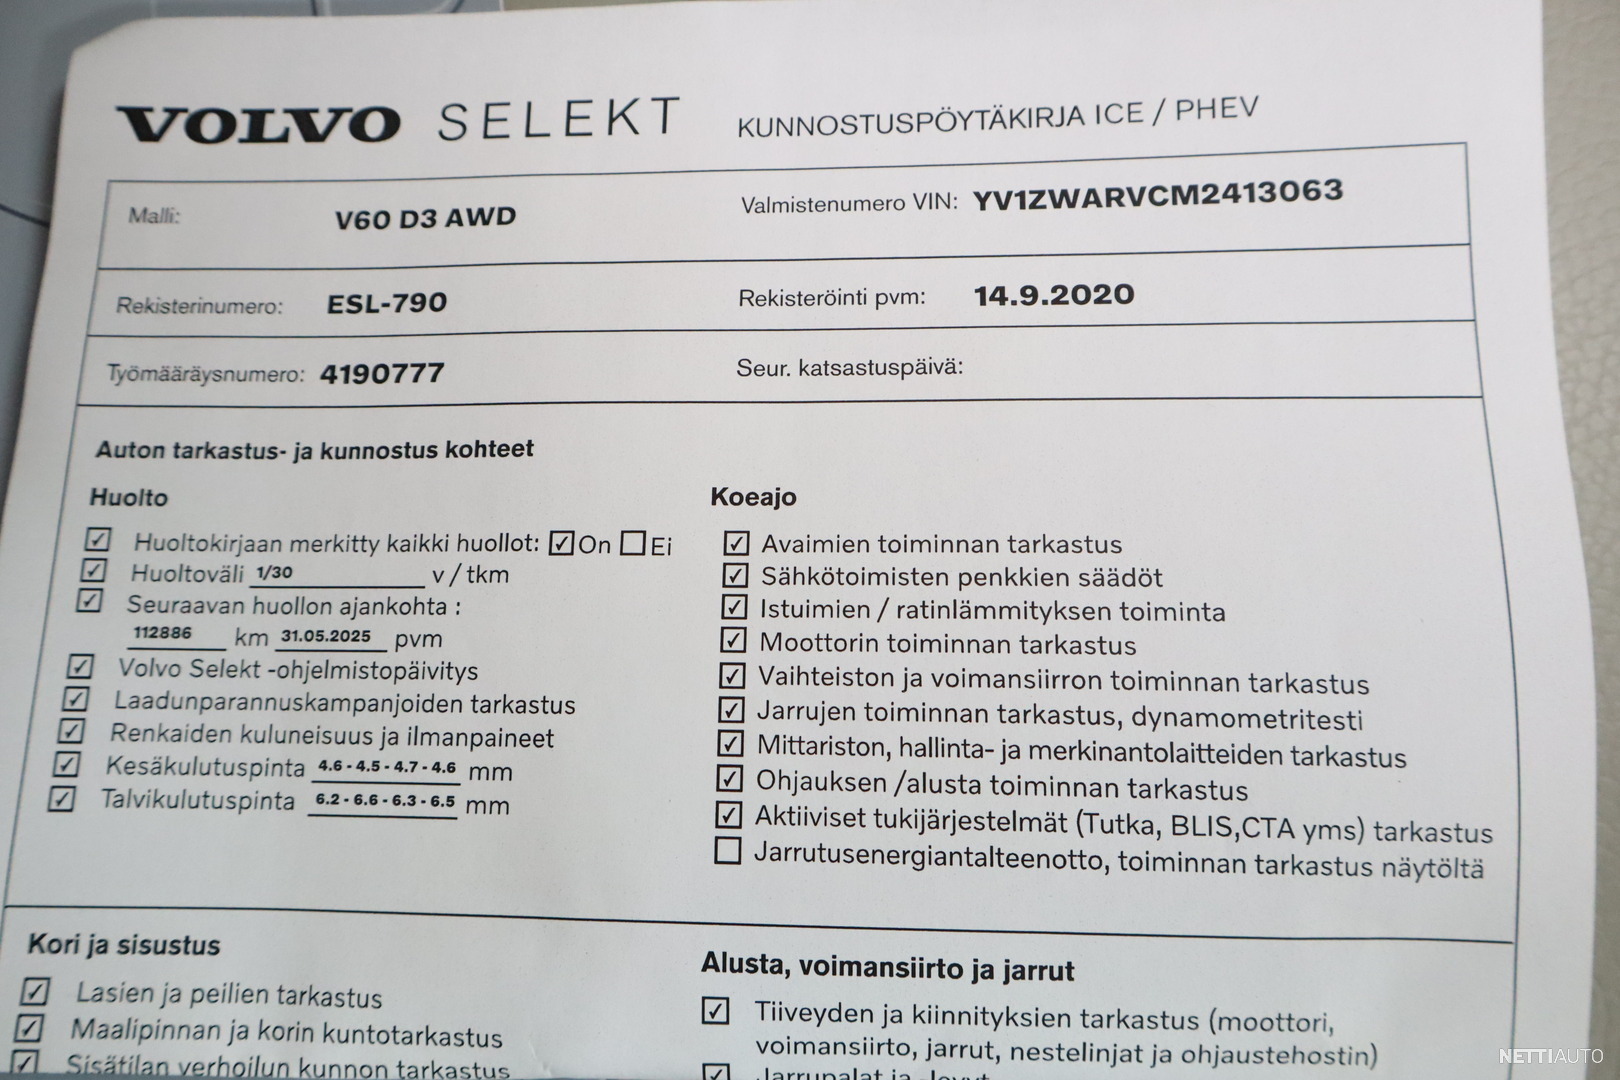 VOLVO SELEKT KUNNOSTUSPÖYTÄKIRJA ICE / PHEV
Malli: V60 D3 AWD Valmistenumero VIN: YV1ZWARVCM2413063
Rekisterinumero: ESL-790 Rekisteröinti pvm: 14.9.2020
Työmääräysnumero: 4190777 Seur. katsastuspäivä:
Auton tarkastus- ja kunnostus kohteet
Huolto
Huoltokirjaan merkitty kaikki huollot: On Ei
Huoltoväli 1/30 v / tkm
Seuraavan huollon ajankohta :
112886 km 31.05.2025 pvm
Volvo Selekt -ohjelmistopäivitys
Laadunparannuskampanjoiden tarkastus
Renkaiden kuluneisuus ja ilmanpaineet
Kesäkulutuspinta 4.6 - 4.5 - 4.7 - 4.6 mm
Talvikulutuspinta 6.2 - 6.6 - 6.3 - 6.5 mm
Koeajo
Avaimien toiminnan tarkastus
Sähkötoimisten penkkien säädöt
Istuimien / ratinlämmityksen toiminta
Moottorin toiminnan tarkastus
Vaihteiston ja voimansiirron toiminnan tarkastus
Jarrujen toiminnan tarkastus, dynamometritesti
Mittariston, hallinta- ja merkinantolaitteiden tarkastus
Ohjauksen /alusta toiminnan tarkastus
Aktiiviset tukijärjestelmät (Tutka, BLIS,CTA yms) tarkastus
Jarrutusenergiantalteenotto, toiminnan tarkastus näytöltä
Kori ja sisustus
Lasien ja peilien tarkastus
Maalipinnan ja korin kuntotarkastus
Sisätilan verhoilun kunnon tarkastus
Alusta, voimansiirto ja jarrut
Tiiveyden ja kiinnityksien tarkastus (moottori,
voimansiirto, jarrut, nestelinjat ja ohjaustehostin)
Jarrupalat ja -levyt
NETTIAUTO